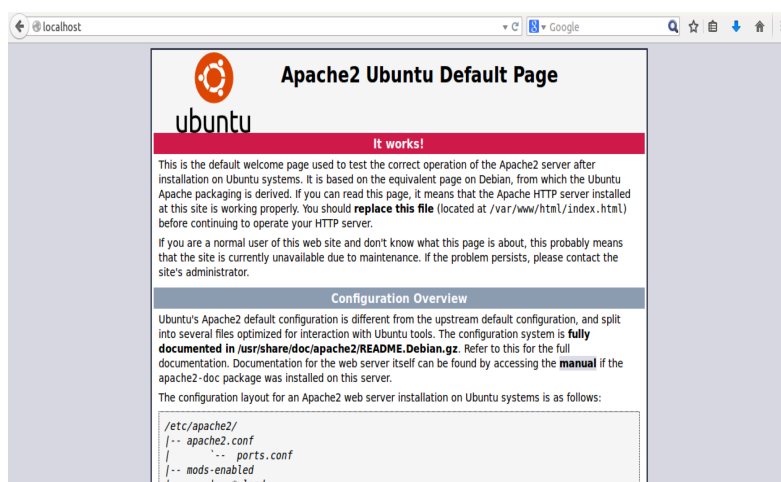 localhost
Google
ubuntu
Apache2 Ubuntu Default Page
It works!
This is the default welcome page used to test the correct operation of the Apache2 server after
installation on Ubuntu systems. It is based on the equivalent page on Debian, from which the Ubuntu
Apache packaging is derived. If you can read this page, it means that the Apache HTTP server installed
at this site is working properly. You should replace this file (located at /var/www/html/index.html)
before continuing to operate your HTTP server.
If you are a normal user of this web site and don't know what this page is about, this probably means
that the site is currently unavailable due to maintenance. If the problem persists, please contact the
site's administrator.
Configuration Overview
Ubuntu's Apache2 default configuration is different from the upstream default configuration, and split
into several files optimized for interaction with Ubuntu tools. The configuration system is fully
documented in /usr/share/doc/apache2/README.Debian.gz. Refer to this for the full
documentation. Documentation for the web server itself can be found by accessing the manual if the
apache2-doc package was installed on this server.
The configuration layout for an Apache2 web server installation on Ubuntu systems is as follows:
/etc/apache2/
|-- apache2.conf
|       `--  ports.conf
|-- mods-enabled